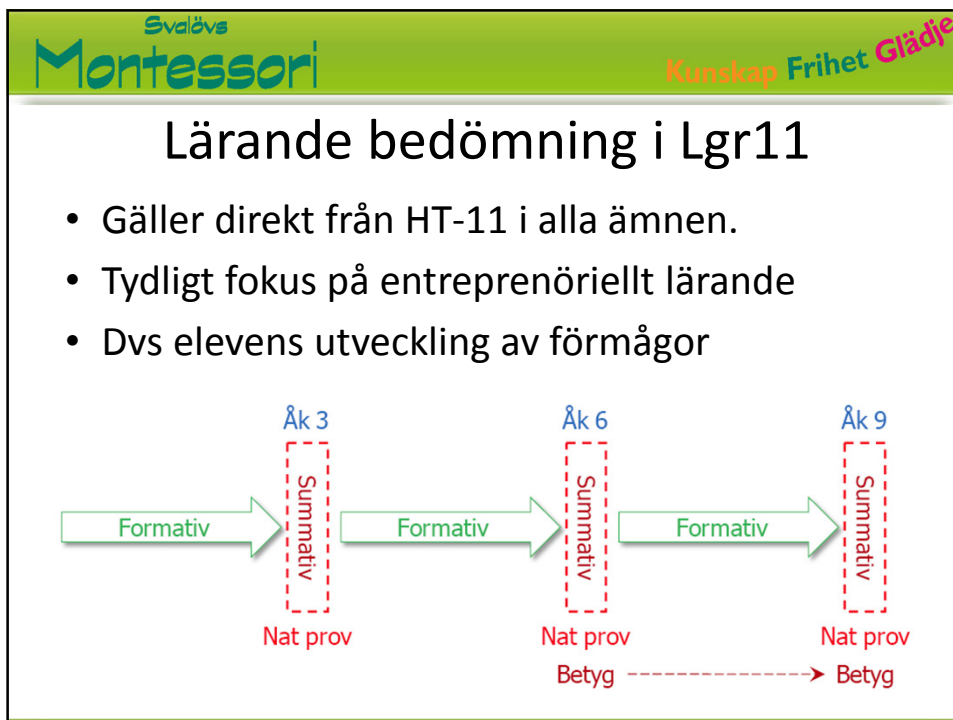 Svalövs
Montessori
Kunskap Frihet Glädje
Lärande bedömning i Lgr11
• Gäller direkt från HT-11 i alla ämnen.
• Tydligt fokus på entreprenöriellt lärande
• Dvs elevens utveckling av förmågor
Åk 3 Åk 6 Åk 9
Formativ Summativ Formativ Summativ Formativ Summativ
Nat prov Nat prov Nat prov
Betyg Betyg